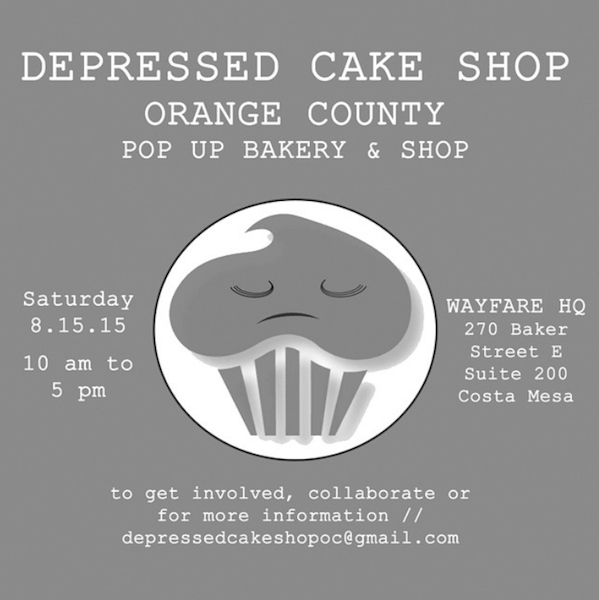 DEPRESSED CAKE SHOP
ORANGE COUNTY
POP UP BAKERY & SHOP
Saturday
8.15.15
10 am to
5 pm
WAYFARE HQ
270 Baker
Street E
Suite 200
Costa Mesa
to get involved, collaborate or
for more information //
depressedcakeshopoc@gmail.com